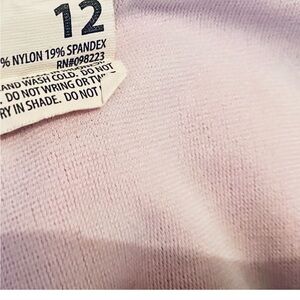 12
% NYLON 19% SPANDEX
RN#098223
AND WASH COLD. DO NOT
. DO NOT WRING OR TW
RY IN SHADE. DO NOT